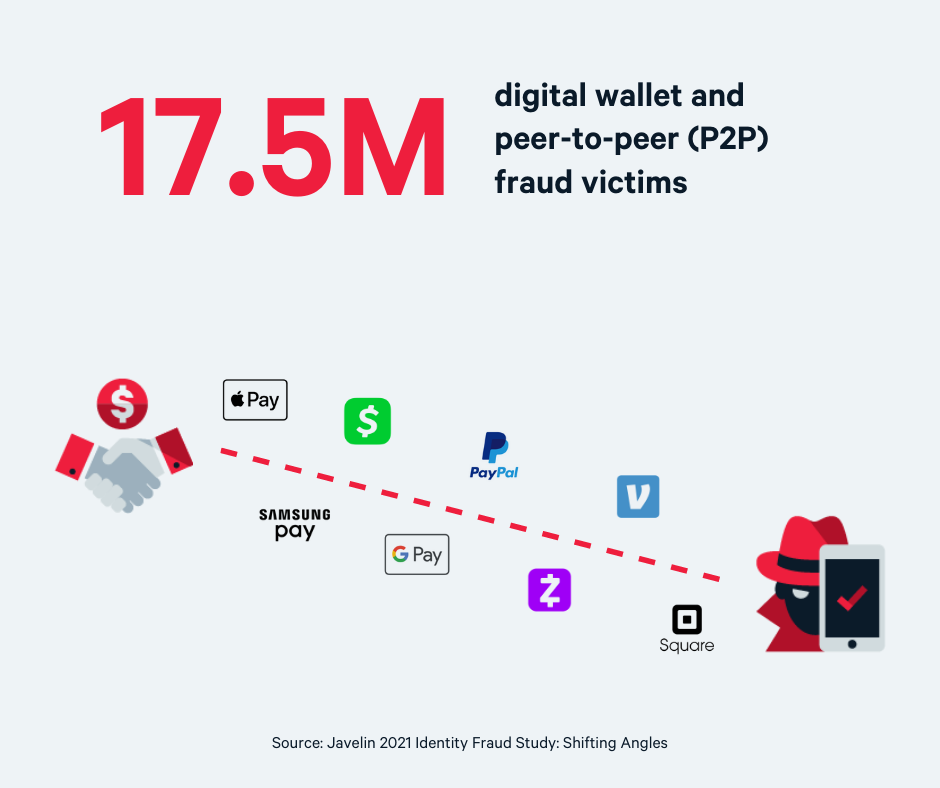 17.5M
digital wallet and
peer-to-peer (P2P)
fraud victims
$
Pay
$
PayPal
V
SAMSUNG
pay
G Pay
Z
Square
Source: Javelin 2021 Identity Fraud Study: Shifting Angles